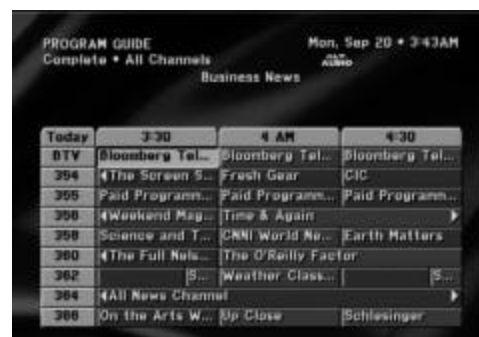 PROGRAM GUIDE Mon, Sep 20 • 3:43AM
Complete • All Channels ALT AUDIO
Business News
Today 3:30 4 AM 4:30
BTV Bloomberg Tel... Bloomberg Tel... Bloomberg Tel...
354 The Screen S... Fresh Gear CIC
355 Paid Programm... Paid Programm... Paid Programm...
356 Weekend Mag... Time & Again
358 Science and T... CNNI World Ne... Earth Matters
360 The Full Nels... The O'Reilly Factor
362 S... Weather Class... S...
364 All News Channel
366 On the Arts W... Up Close Schlesinger